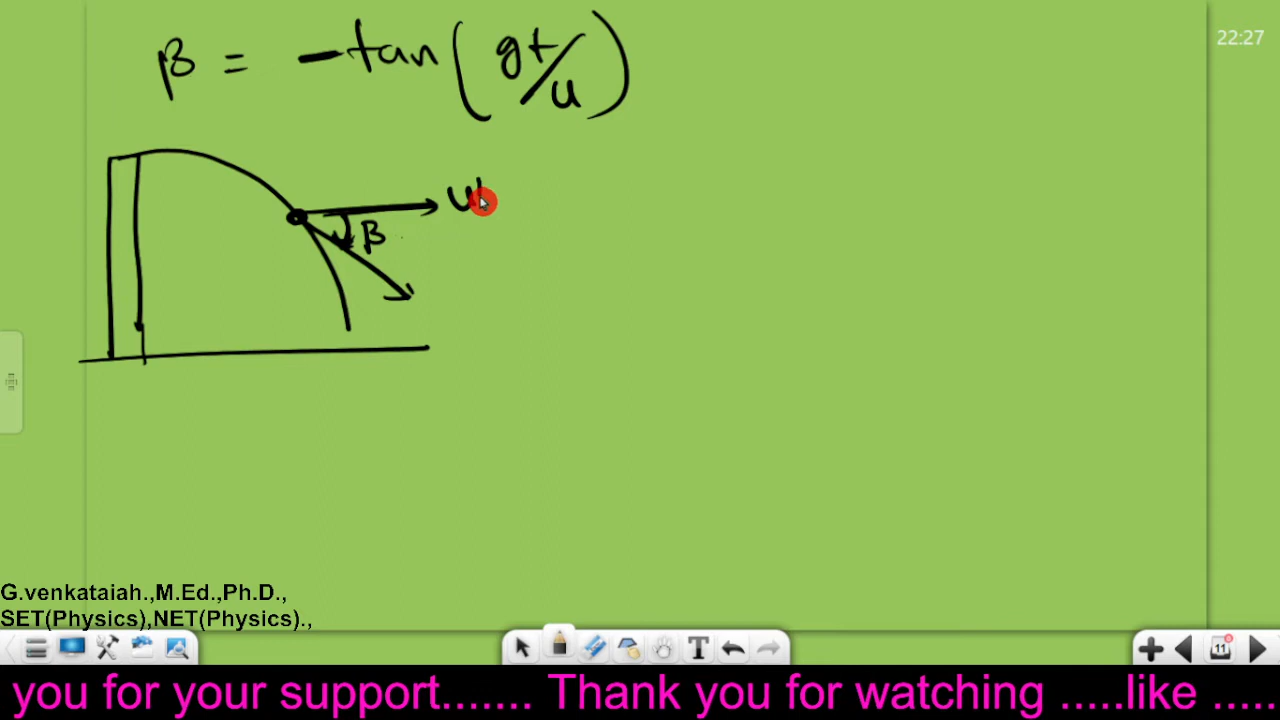 β = -tan(gt/u)
22:27
u
β
G.venkataiah.,M.Ed.,Ph.D.,
SET(Physics),NET(Physics).,
T
11
you for your support....... Thank you for watching .....like .....